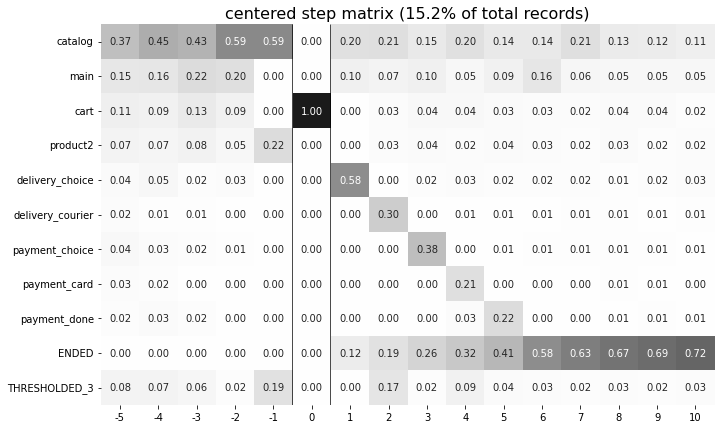 centered step matrix (15.2% of total records)
catalog 0.37 0.45 0.43 0.59 0.59 0.00 0.20 0.21 0.15 0.20 0.14 0.14 0.21 0.13 0.12 0.11
main 0.15 0.16 0.22 0.20 0.00 0.00 0.10 0.07 0.10 0.05 0.09 0.16 0.06 0.05 0.05 0.05
cart 0.11 0.09 0.13 0.09 0.00 1.00 0.00 0.03 0.04 0.04 0.03 0.03 0.02 0.04 0.04 0.02
product2 0.07 0.07 0.08 0.05 0.22 0.00 0.00 0.03 0.04 0.02 0.04 0.02 0.03 0.02 0.03 0.02
delivery_choice 0.04 0.05 0.02 0.03 0.00 0.00 0.58 0.00 0.02 0.03 0.02 0.02 0.02 0.01 0.02 0.03
delivery_courier 0.02 0.01 0.01 0.00 0.00 0.00 0.00 0.30 0.00 0.01 0.01 0.01 0.01 0.01 0.01 0.01
payment_choice 0.04 0.03 0.02 0.01 0.00 0.00 0.00 0.00 0.38 0.00 0.01 0.01 0.01 0.01 0.01 0.02
payment_card 0.03 0.02 0.00 0.00 0.00 0.00 0.00 0.00 0.00 0.21 0.00 0.00 0.00 0.01 0.01 0.00
payment_done 0.02 0.03 0.02 0.00 0.00 0.00 0.00 0.00 0.00 0.03 0.22 0.00 0.00 0.01 0.01 0.01
ENDED 0.00 0.00 0.00 0.00 0.00 0.00 0.12 0.19 0.26 0.32 0.41 0.58 0.63 0.67 0.69 0.72
THRESHOLDED_3 0.08 0.07 0.06 0.02 0.19 0.00 0.00 0.17 0.02 0.09 0.04 0.03 0.02 0.03 0.02 0.03
-5 -4 -3 -2 -1 0 1 2 3 4 5 6 7 8 9 10